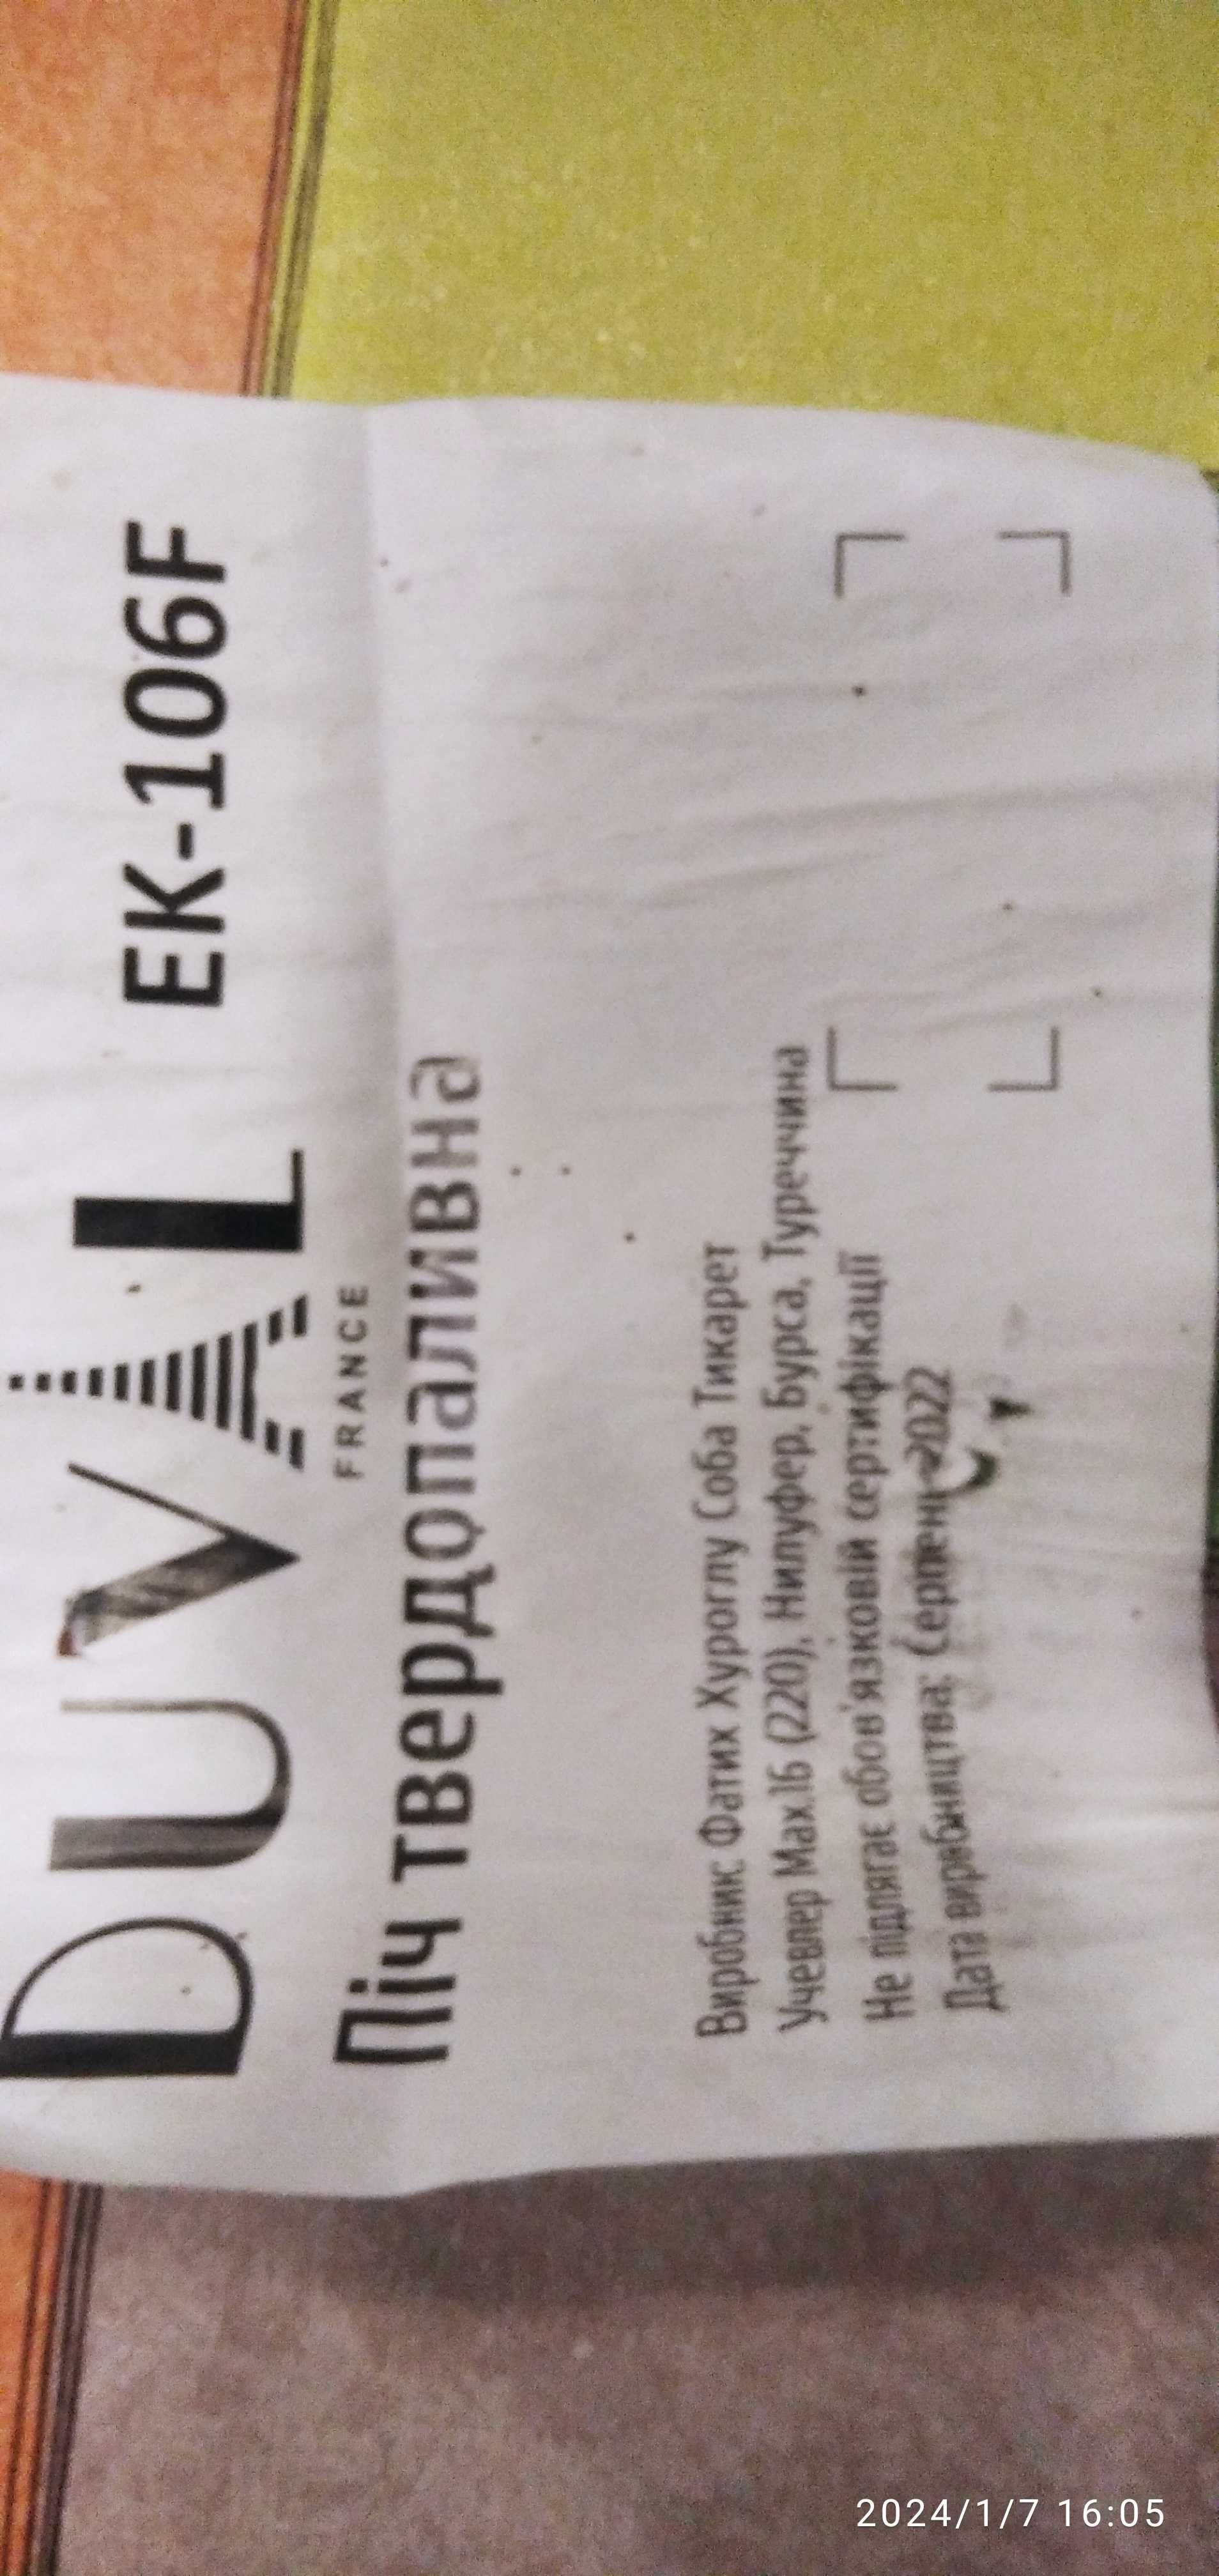 DUVAL EK-106F
FRANCE
Піч твердопаливна
Виробник: Фатих Хуроглу Соба Тикарет
Учевлер Мах.16 (220), Нилуфер, Бурса, Туреччина
Не підлягає обов'язковій сертифікації
Дата виробництва: Серпень 2022
2024/1/7 16:05